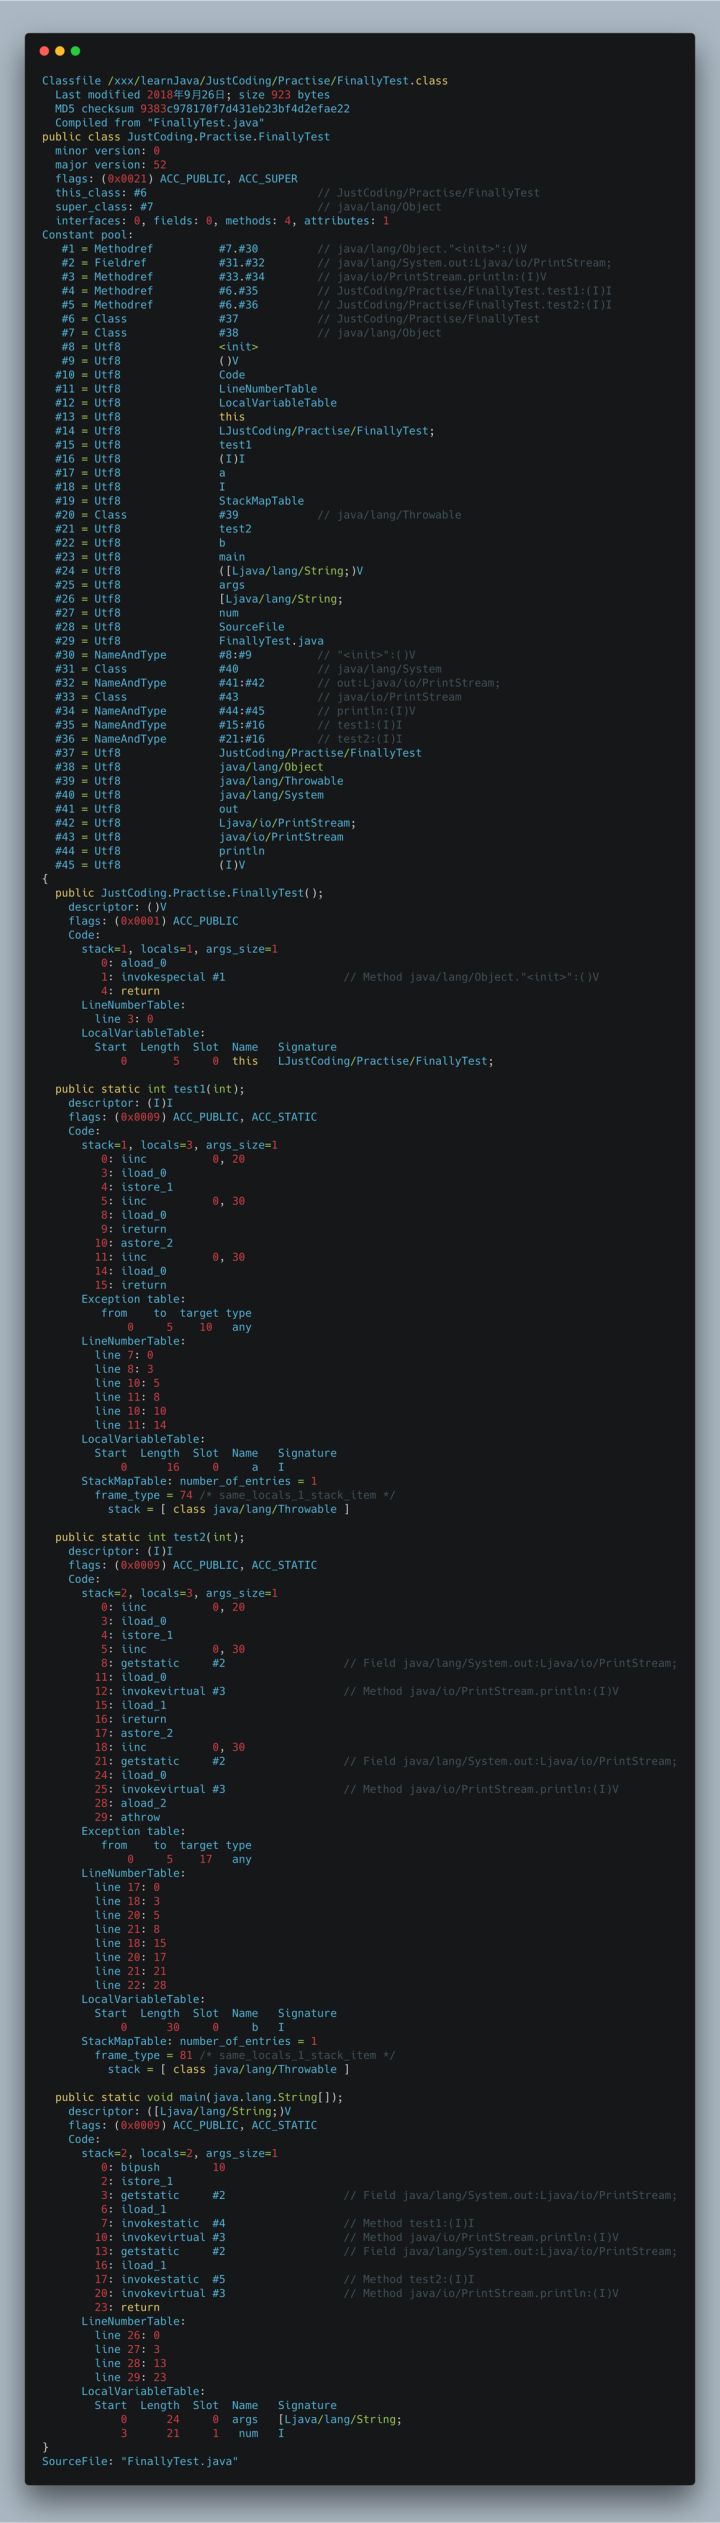 Classfile /xxx/learnJava/JustCoding/Practise/FinallyTest.class
Last modified 2018年9月26日; size 923 bytes
MD5 checksum 9383c978170f7d431eb23bf4d2efae22
Compiled from "FinallyTest.java"
public class JustCoding.Practise.FinallyTest
minor version: 0
major version: 52
flags: (0x0021) ACC_PUBLIC, ACC_SUPER
this_class: #6 // JustCoding/Practise/FinallyTest
super_class: #7 // java/lang/Object
interfaces: 0, fields: 0, methods: 4, attributes: 1
Constant pool:
#1 = Methodref #7.#30 // java/lang/Object."<init>":()V
#2 = Fieldref #31.#32 // java/lang/System.out:Ljava/io/PrintStream;
#3 = Methodref #33.#34 // java/io/PrintStream.println:(I)V
#4 = Methodref #6.#35 // JustCoding/Practise/FinallyTest.test1:(I)I
#5 = Methodref #6.#36 // JustCoding/Practise/FinallyTest.test2:(I)I
#6 = Class #37 // JustCoding/Practise/FinallyTest
#7 = Class #38 // java/lang/Object
#8 = Utf8 <init>
#9 = Utf8 ()V
#10 = Utf8 Code
#11 = Utf8 LineNumberTable
#12 = Utf8 LocalVariableTable
#13 = Utf8 this
#14 = Utf8 LJustCoding/Practise/FinallyTest;
#15 = Utf8 test1
#16 = Utf8 (I)I
#17 = Utf8 a
#18 = Utf8 I
#19 = Utf8 StackMapTable
#20 = Class #39 // java/lang/Throwable
#21 = Utf8 test2
#22 = Utf8 b
#23 = Utf8 main
#24 = Utf8 ([Ljava/lang/String;)V
#25 = Utf8 args
#26 = Utf8 [Ljava/lang/String;
#27 = Utf8 num
#28 = Utf8 SourceFile
#29 = Utf8 FinallyTest.java
#30 = NameAndType #8:#9 // "<init>":()V
#31 = Class #40 // java/lang/System
#32 = NameAndType #41:#42 // out:Ljava/io/PrintStream;
#33 = Class #43 // java/io/PrintStream
#34 = NameAndType #44:#45 // println:(I)V
#35 = NameAndType #15:#16 // test1:(I)I
#36 = NameAndType #21:#16 // test2:(I)I
#37 = Utf8 JustCoding/Practise/FinallyTest
#38 = Utf8 java/lang/Object
#39 = Utf8 java/lang/Throwable
#40 = Utf8 java/lang/System
#41 = Utf8 out
#42 = Utf8 Ljava/io/PrintStream;
#43 = Utf8 java/io/PrintStream
#44 = Utf8 println
#45 = Utf8 (I)V
{
public JustCoding.Practise.FinallyTest();
descriptor: ()V
flags: (0x0001) ACC_PUBLIC
Code:
stack=1, locals=1, args_size=1
0: aload_0
1: invokespecial #1 // Method java/lang/Object."<init>":()V
4: return
LineNumberTable:
line 3: 0
LocalVariableTable:
Start Length Slot Name Signature
0 5 0 this LJustCoding/Practise/FinallyTest;
public static int test1(int);
descriptor: (I)I
flags: (0x0009) ACC_PUBLIC, ACC_STATIC
Code:
stack=1, locals=3, args_size=1
0: iinc 0, 20
3: iload_0
4: istore_1
5: iinc 0, 30
8: iload_0
9: ireturn
10: astore_2
11: iinc 0, 30
14: iload_0
15: ireturn
Exception table:
from to target type
0 5 10 any
LineNumberTable:
line 7: 0
line 8: 3
line 10: 5
line 11: 8
line 10: 10
line 11: 14
LocalVariableTable:
Start Length Slot Name Signature
0 16 0 a I
StackMapTable: number_of_entries = 1
frame_type = 74 /* same_locals_1_stack_item */
stack = [ class java/lang/Throwable ]
public static int test2(int);
descriptor: (I)I
flags: (0x0009) ACC_PUBLIC, ACC_STATIC
Code:
stack=2, locals=3, args_size=1
0: iinc 0, 20
3: iload_0
4: istore_1
5: iinc 0, 30
8: getstatic #2 // Field java/lang/System.out:Ljava/io/PrintStream;
11: iload_0
12: invokevirtual #3 // Method java/io/PrintStream.println:(I)V
15: iload_1
16: ireturn
17: astore_2
18: iinc 0, 30
21: getstatic #2 // Field java/lang/System.out:Ljava/io/PrintStream;
24: iload_0
25: invokevirtual #3 // Method java/io/PrintStream.println:(I)V
28: aload_2
29: athrow
Exception table:
from to target type
0 5 17 any
LineNumberTable:
line 17: 0
line 18: 3
line 20: 5
line 21: 8
line 18: 15
line 20: 17
line 21: 21
line 22: 28
LocalVariableTable:
Start Length Slot Name Signature
0 30 0 b I
StackMapTable: number_of_entries = 1
frame_type = 81 /* same_locals_1_stack_item */
stack = [ class java/lang/Throwable ]
public static void main(java.lang.String[]);
descriptor: ([Ljava/lang/String;)V
flags: (0x0009) ACC_PUBLIC, ACC_STATIC
Code:
stack=2, locals=2, args_size=1
0: bipush 10
2: istore_1
3: getstatic #2 // Field java/lang/System.out:Ljava/io/PrintStream;
6: iload_1
7: invokestatic #4 // Method test1:(I)I
10: invokevirtual #3 // Method java/io/PrintStream.println:(I)V
13: getstatic #2 // Field java/lang/System.out:Ljava/io/PrintStream;
16: iload_1
17: invokestatic #5 // Method test2:(I)I
20: invokevirtual #3 // Method java/io/PrintStream.println:(I)V
23: return
LineNumberTable:
line 26: 0
line 27: 3
line 28: 13
line 29: 23
LocalVariableTable:
Start Length Slot Name Signature
0 24 0 args [Ljava/lang/String;
3 21 1 num I
}
SourceFile: "FinallyTest.java"